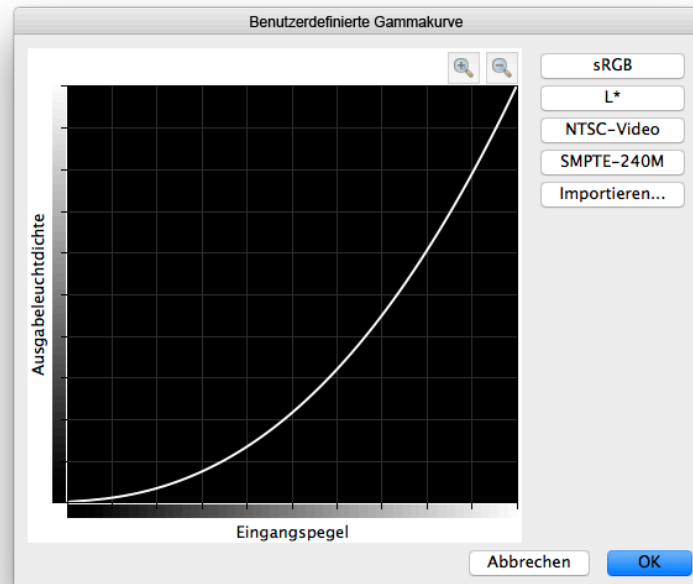 Benutzerdefinierte Gammakurve
sRGB
L*
NTSC-Video
SMPTE-240M
Importieren...
Ausgabeleuchtdichte
Eingangspegel
Abbrechen
OK